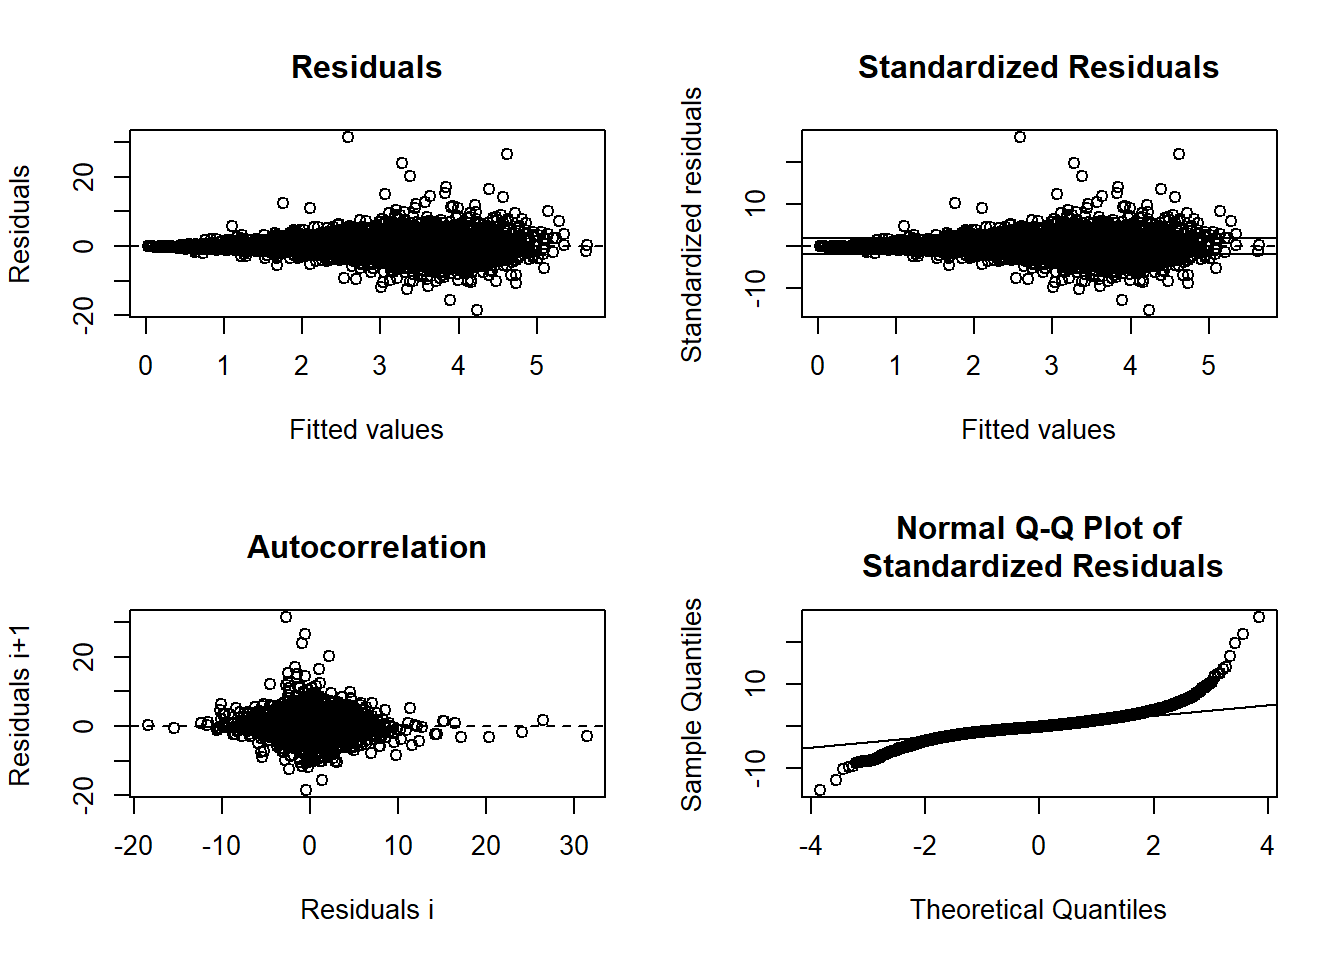 Residuals
Residuals
20
0
-20
0 1 2 3 4 5
Fitted values
Standardized Residuals
Standardized residuals
10
-10
0 1 2 3 4 5
Fitted values
Autocorrelation
Residuals i+1
20
0
-20
-20 -10 0 10 20 30
Residuals i
Normal Q-Q Plot of
Standardized Residuals
Sample Quantiles
10
-10
-4 -2 0 2 4
Theoretical Quantiles